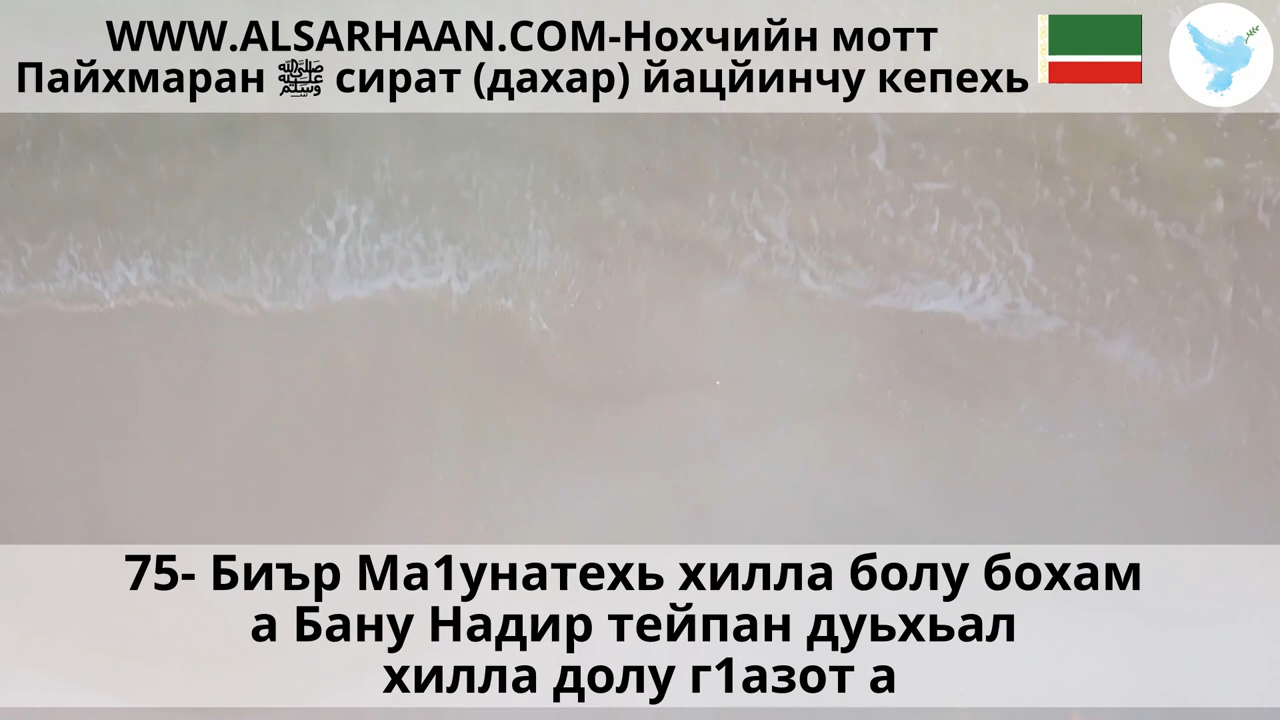 WWW.ALSARHAAN.COM-Нохчийн мотт
Пайхмаран ﷺ сират (дахар) йацйинчу кепехь
75- Биър Ма1унатехь хилла болу бохам
а Бану Надир тейпан дуьхьал
хилла долу г1азот а